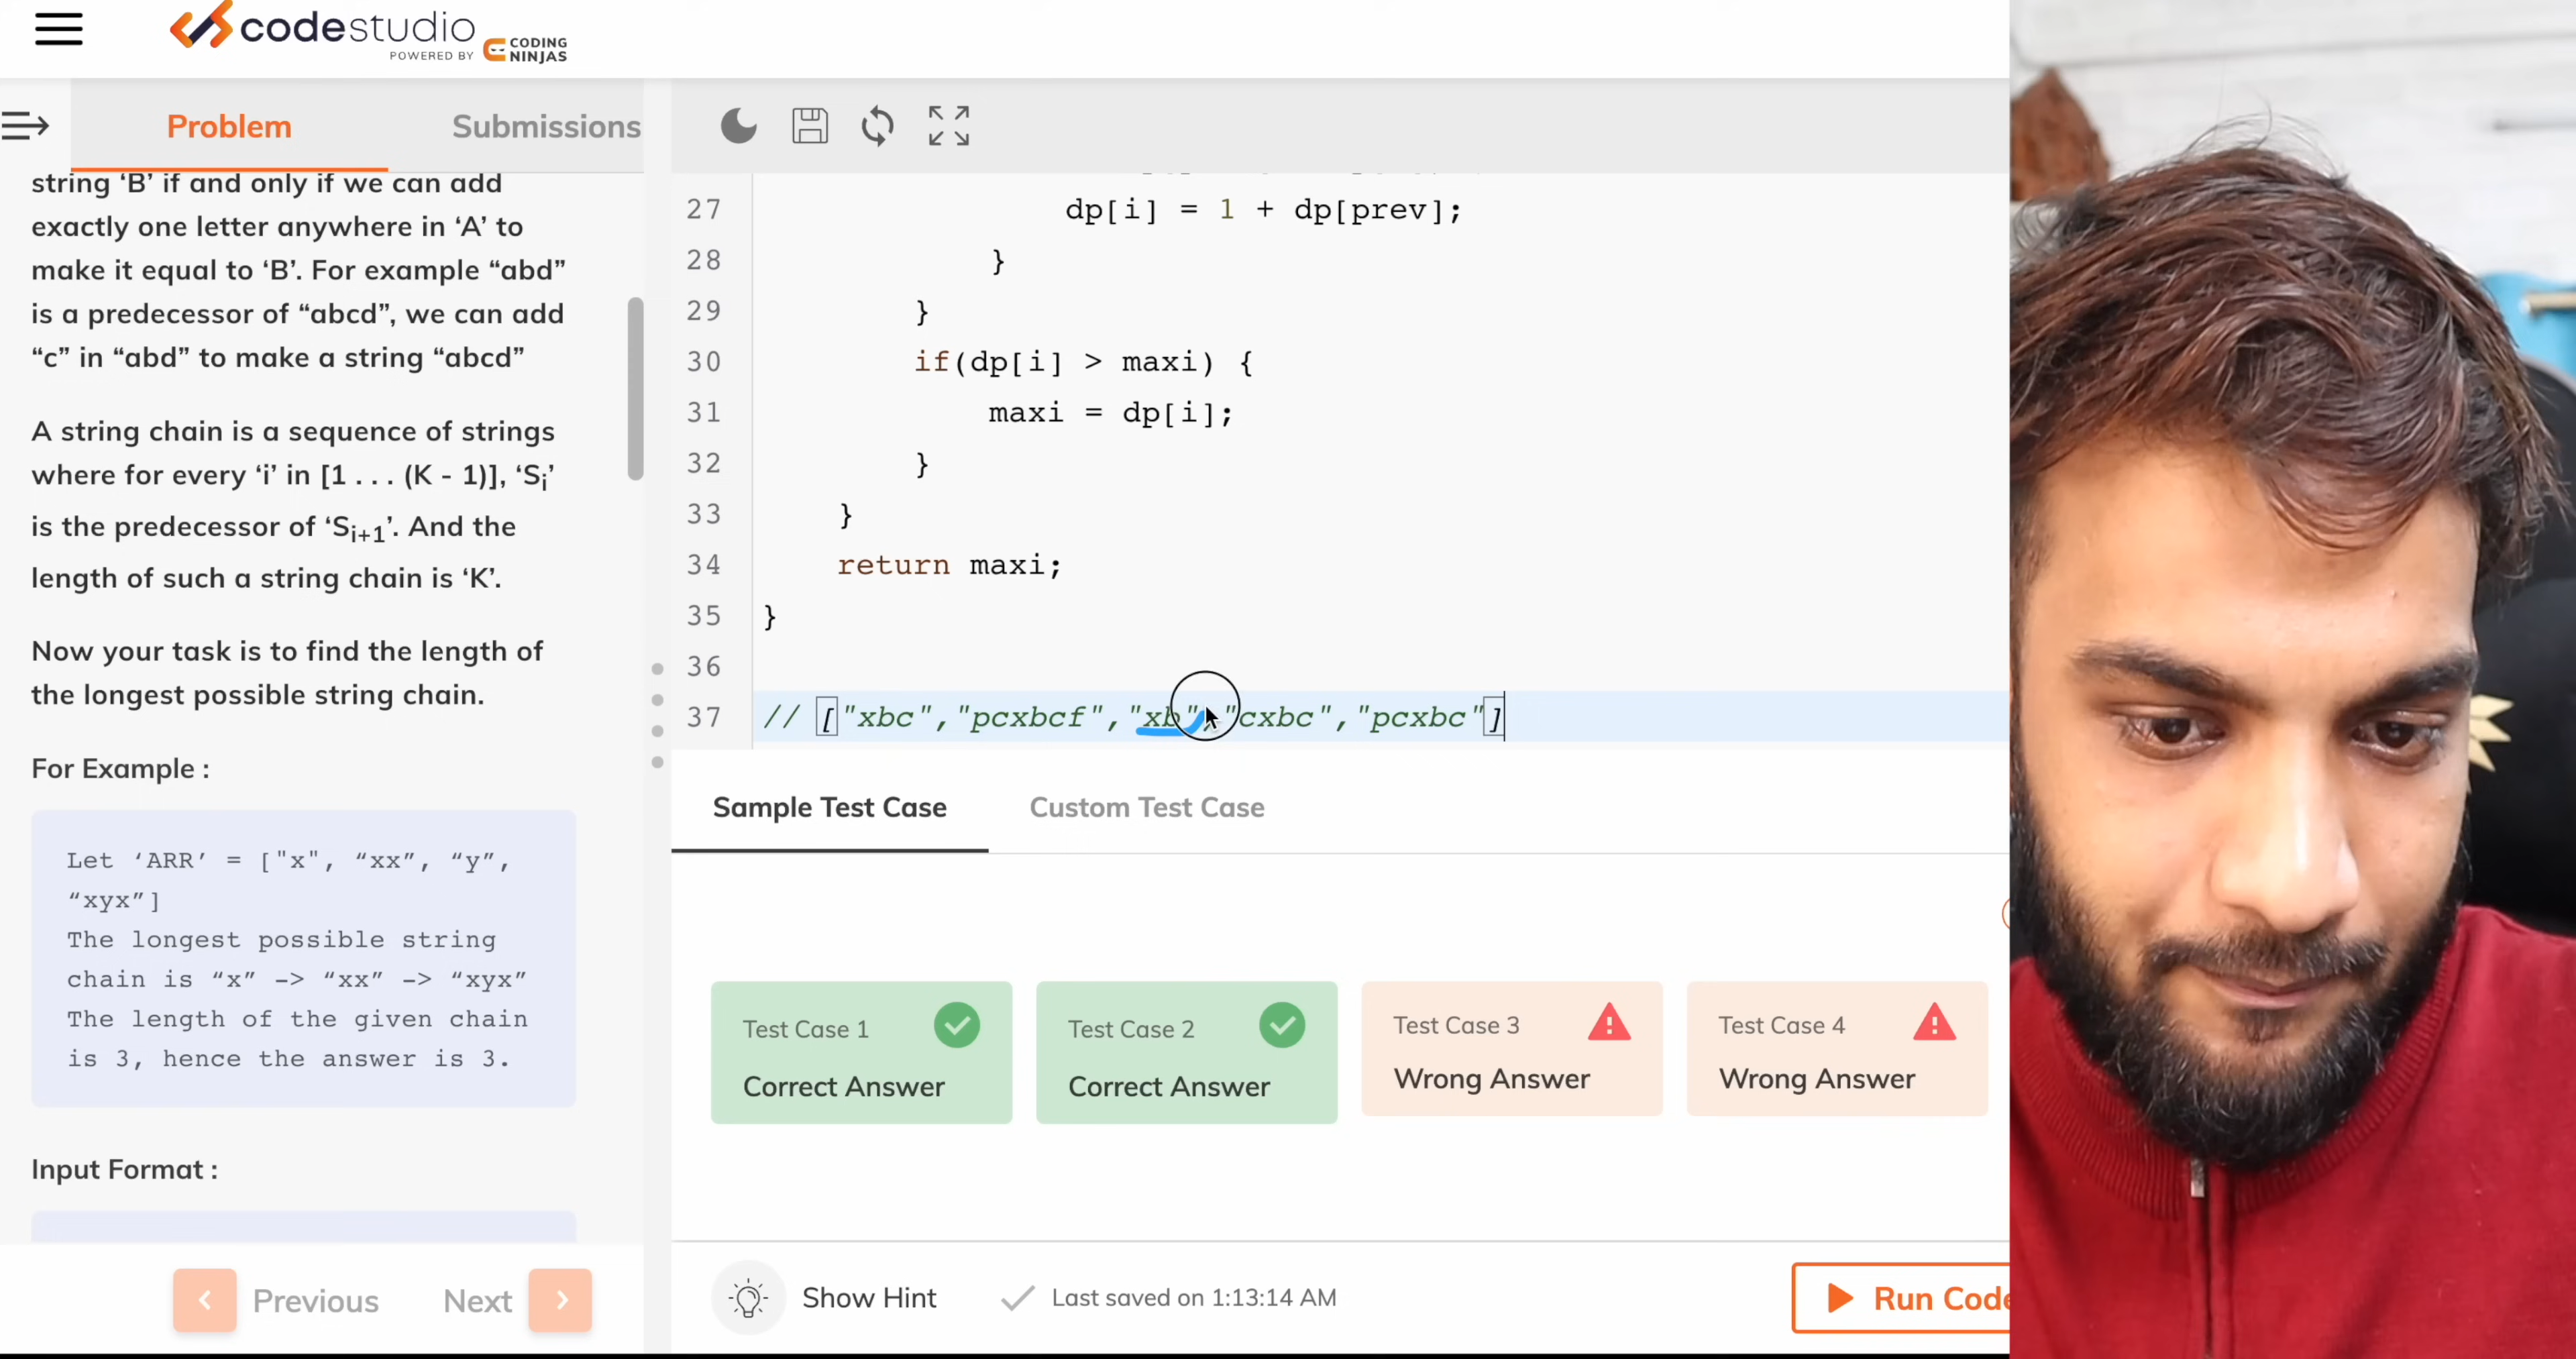 codestudio
POWERED BY CODING NINJAS
Problem
Submissions
string ‘B’ if and only if we can add
exactly one letter anywhere in ‘A’ to
make it equal to ‘B’. For example “abd”
is a predecessor of “abcd”, we can add
“c” in “abd” to make a string “abcd”
A string chain is a sequence of strings
where for every ‘i’ in [1 . . . (K - 1)], ‘Si’
is the predecessor of ‘Si+1’. And the
length of such a string chain is ‘K’.
Now your task is to find the length of
the longest possible string chain.
For Example :
Let ‘ARR’ = ["x", “xx”, “y”,
“xyx”]
The longest possible string
chain is “x” -> “xx” -> “xyx”
The length of the given chain
is 3, hence the answer is 3.
Input Format :
Previous
Next
27 dp[i] = 1 + dp[prev];
28 }
29 }
30 if(dp[i] > maxi) {
31 maxi = dp[i];
32 }
33 }
34 return maxi;
35 }
36
37 // ["xbc","pcxbcf","xb","cxbc","pcxbc"]
Sample Test Case
Custom Test Case
Test Case 1
Correct Answer
Test Case 2
Correct Answer
Test Case 3
Wrong Answer
Test Case 4
Wrong Answer
Show Hint
Last saved on 1:13:14 AM
Run Code